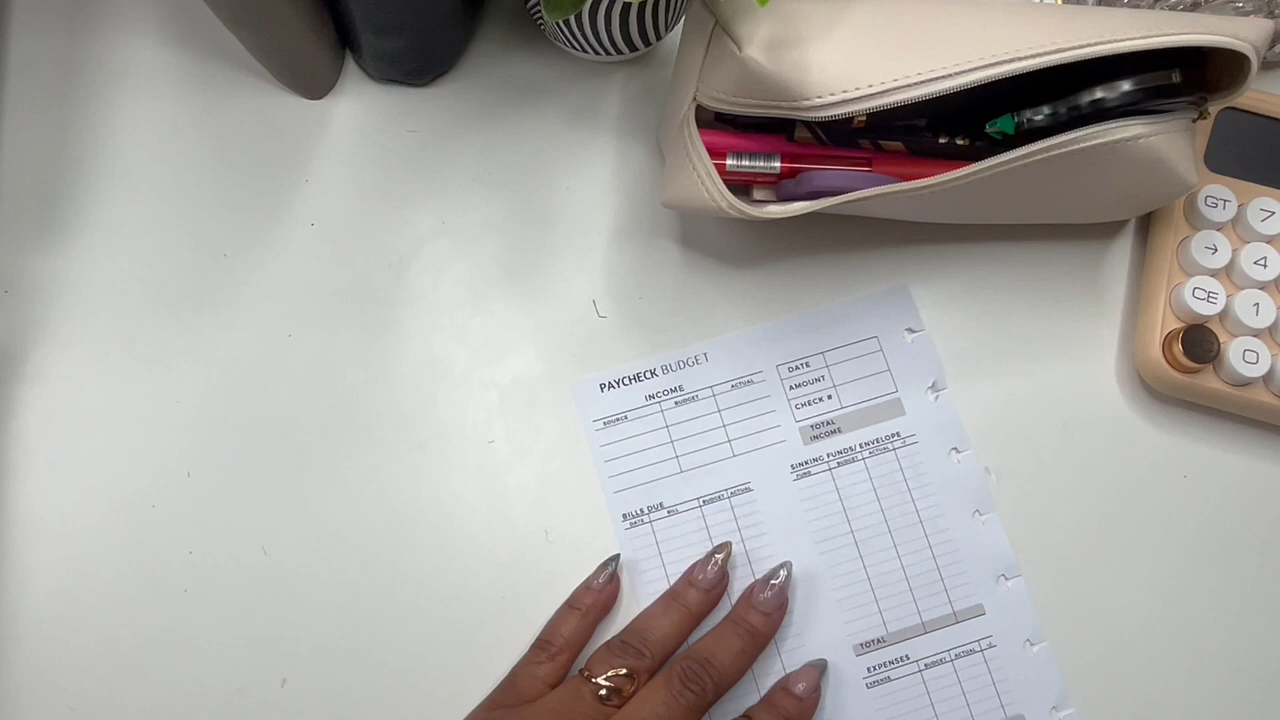 PAYCHECK BUDGET
INCOME
SOURCE BUDGET ACTUAL
DATE
AMOUNT
CHECK #
TOTAL
INCOME
SINKING FUNDS/ ENVELOPE
FUND BUDGET ACTUAL -/
BILLS DUE
DATE BILL BUDGET ACTUAL
TOTAL
EXPENSES
EXPENSE BUDGET ACTUAL -/
GT 7
→ 4
CE 1
0